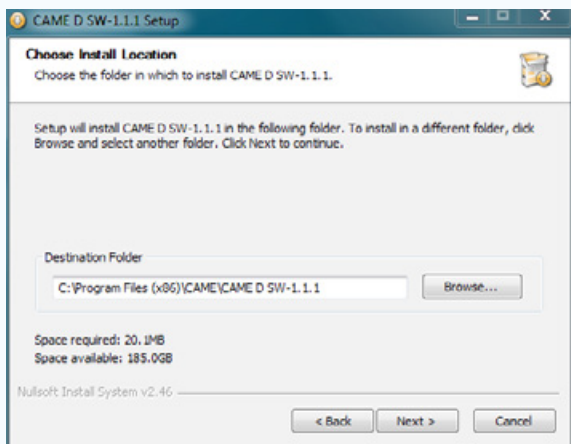 CAME D SW-1.1.1 Setup
Choose Install Location
Choose the folder in which to install CAME D SW-1.1.1.
Setup will install CAME D SW-1.1.1 in the following folder. To install in a different folder, click
Browse and select another folder. Click Next to continue.
Destination Folder
C:\Program Files (x86)\CAME\CAME D SW-1.1.1
Browse...
Space required: 20.1MB
Space available: 185.0GB
Nullsoft Install System v2.46
< Back Next > Cancel